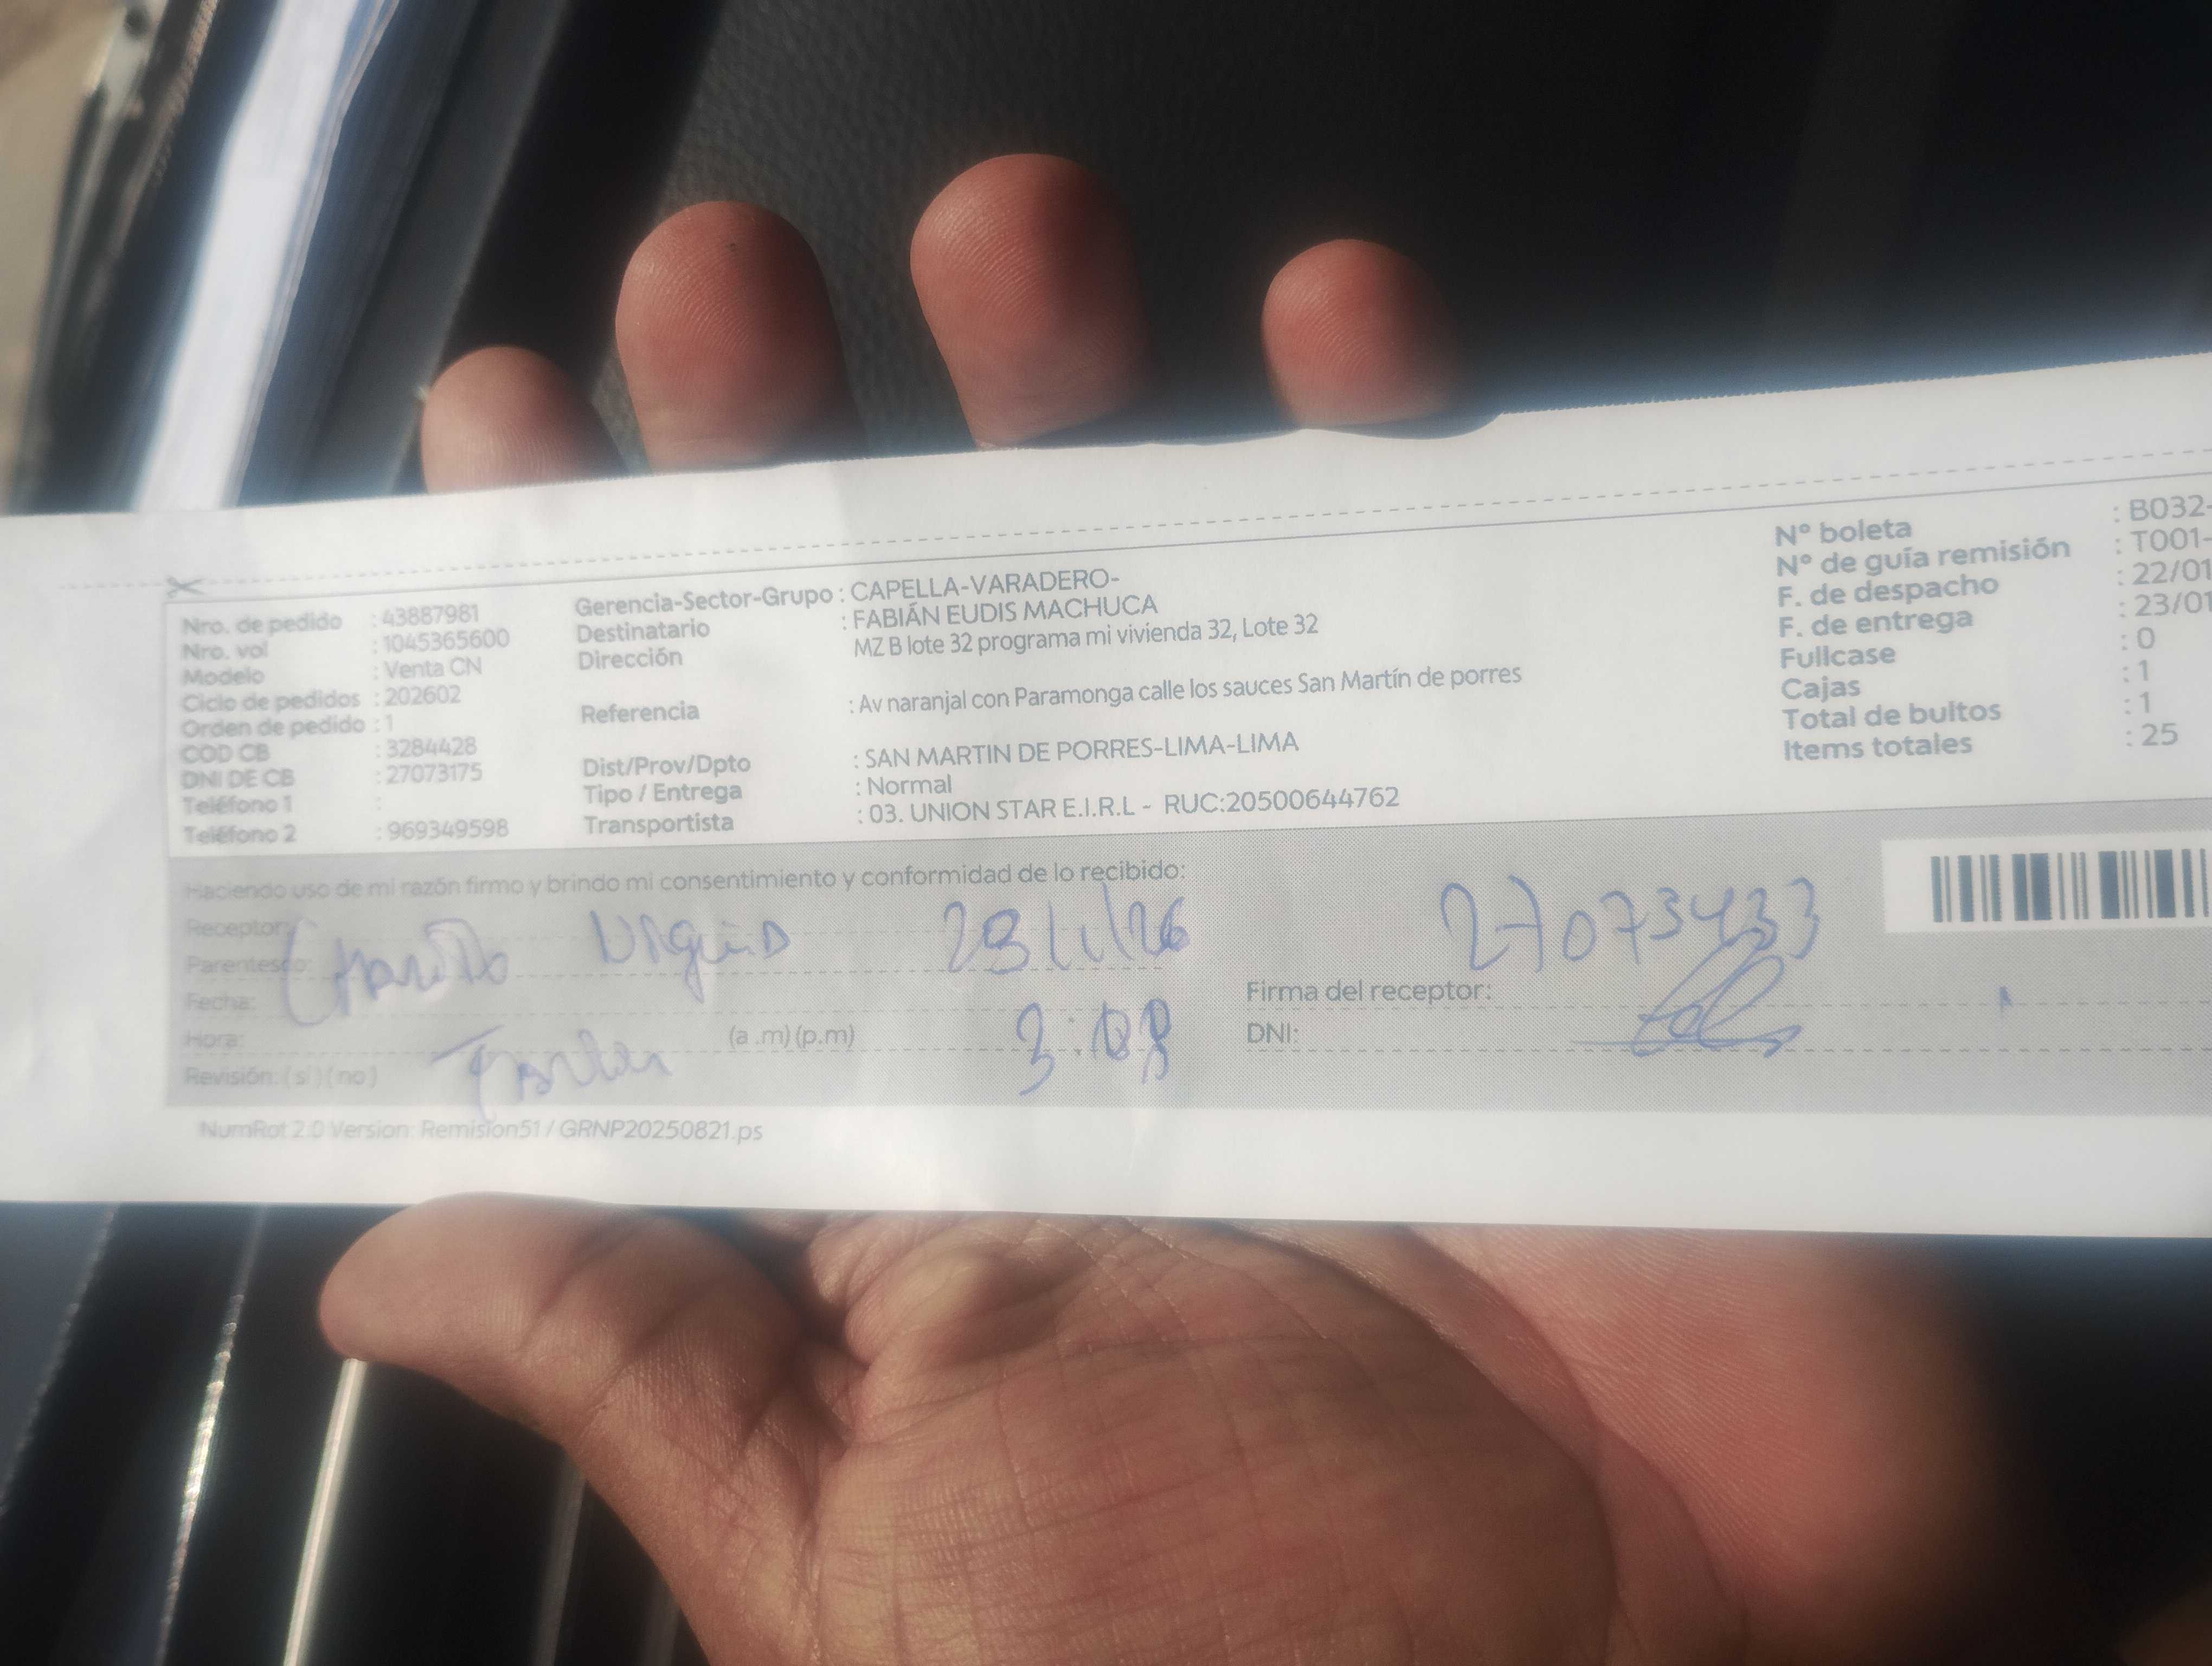 Nro. de pedido : 43887981
Nro. vol : 1045365600
Modelo : Venta CN
Ciclo de pedidos : 202602
Orden de pedido : 1
COD CB : 3284428
DNI DE CB : 27073175
Teléfono 1 :
Teléfono 2 : 969349598
Gerencia-Sector-Grupo : CAPELLA-VARADERO-
Destinatario : FABIÁN EUDIS MACHUCA
Dirección MZ B lote 32 programa mi vivienda 32, Lote 32
Referencia : Av naranjal con Paramonga calle los sauces San Martín de porres
Dist/Prov/Dpto : SAN MARTIN DE PORRES-LIMA-LIMA
Tipo / Entrega : Normal
Transportista : 03. UNION STAR E.I.R.L - RUC:20500644762
Nº boleta : B032-
Nº de guía remisión : T001-
F. de despacho : 22/01
F. de entrega : 23/01
Fullcase : 0
Cajas : 1
Total de bultos : 1
Items totales : 25
Haciendo uso de mi razón firmo y brindo mi consentimiento y conformidad de lo recibido:
Receptor:
Parentesco:
23/1/26
27073433
Fecha:
Firma del receptor:
Hora: (a .m) (p.m)
DNI:
Revisión: ( si ) ( no )
NumRot 2.0 Version: Remision51 / GRNP20250821.ps